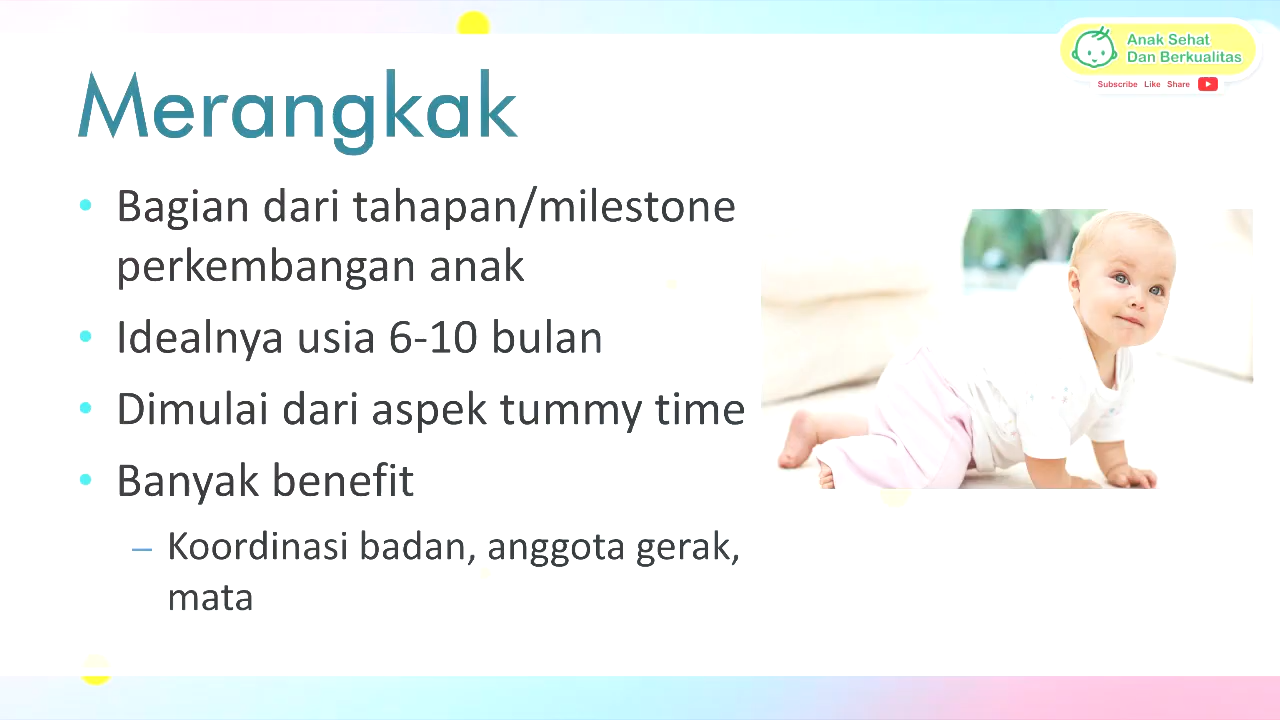 Anak Sehat
Dan Berkualitas
Subscribe Like Share
Merangkak
• Bagian dari tahapan/milestone
perkembangan anak
• Idealnya usia 6-10 bulan
• Dimulai dari aspek tummy time
• Banyak benefit
– Koordinasi badan, anggota gerak,
mata